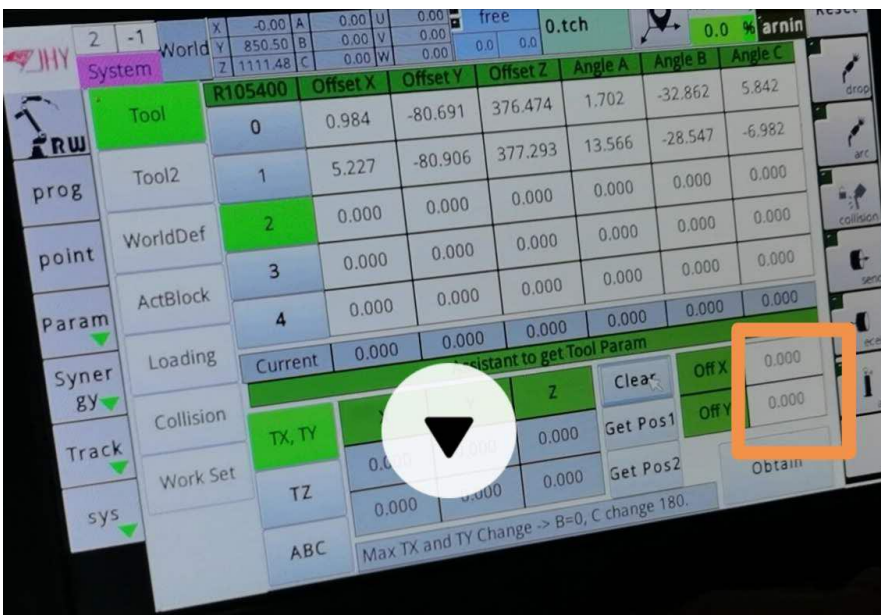 JHY 2 -1 World X -0.00 A 0.00 U 0.00 free 0.tch 0.0 % arnin
System Y 850.50 B 0.00 V 0.00 0.0 0.0
Z 1111.48 C 0.00 W 0.00
RW
prog
point
Param
Syner
gy
Track
sys
Tool
Tool2
WorldDef
ActBlock
Loading
Collision
Work Set
R105400 Offset X Offset Y Offset Z Angle A Angle B Angle C
0 0.984 -80.691 376.474 1.702 -32.862 5.842
1 5.227 -80.906 377.293 13.566 -28.547 -6.982
2 0.000 0.000 0.000 0.000 0.000 0.000
3 0.000 0.000 0.000 0.000 0.000 0.000
4 0.000 0.000 0.000 0.000 0.000 0.000
Current 0.000 0.000 0.000 0.000 0.000 0.000
to get Tool Param
TX, TY Z Clear Off X 0.000
0.000 Get Pos1 Off Y 0.000
TZ 0.000 0.000 Get Pos2 Obtain
ABC Max TX and TY Change -> B=0, C change 180.
drop
arc
collision